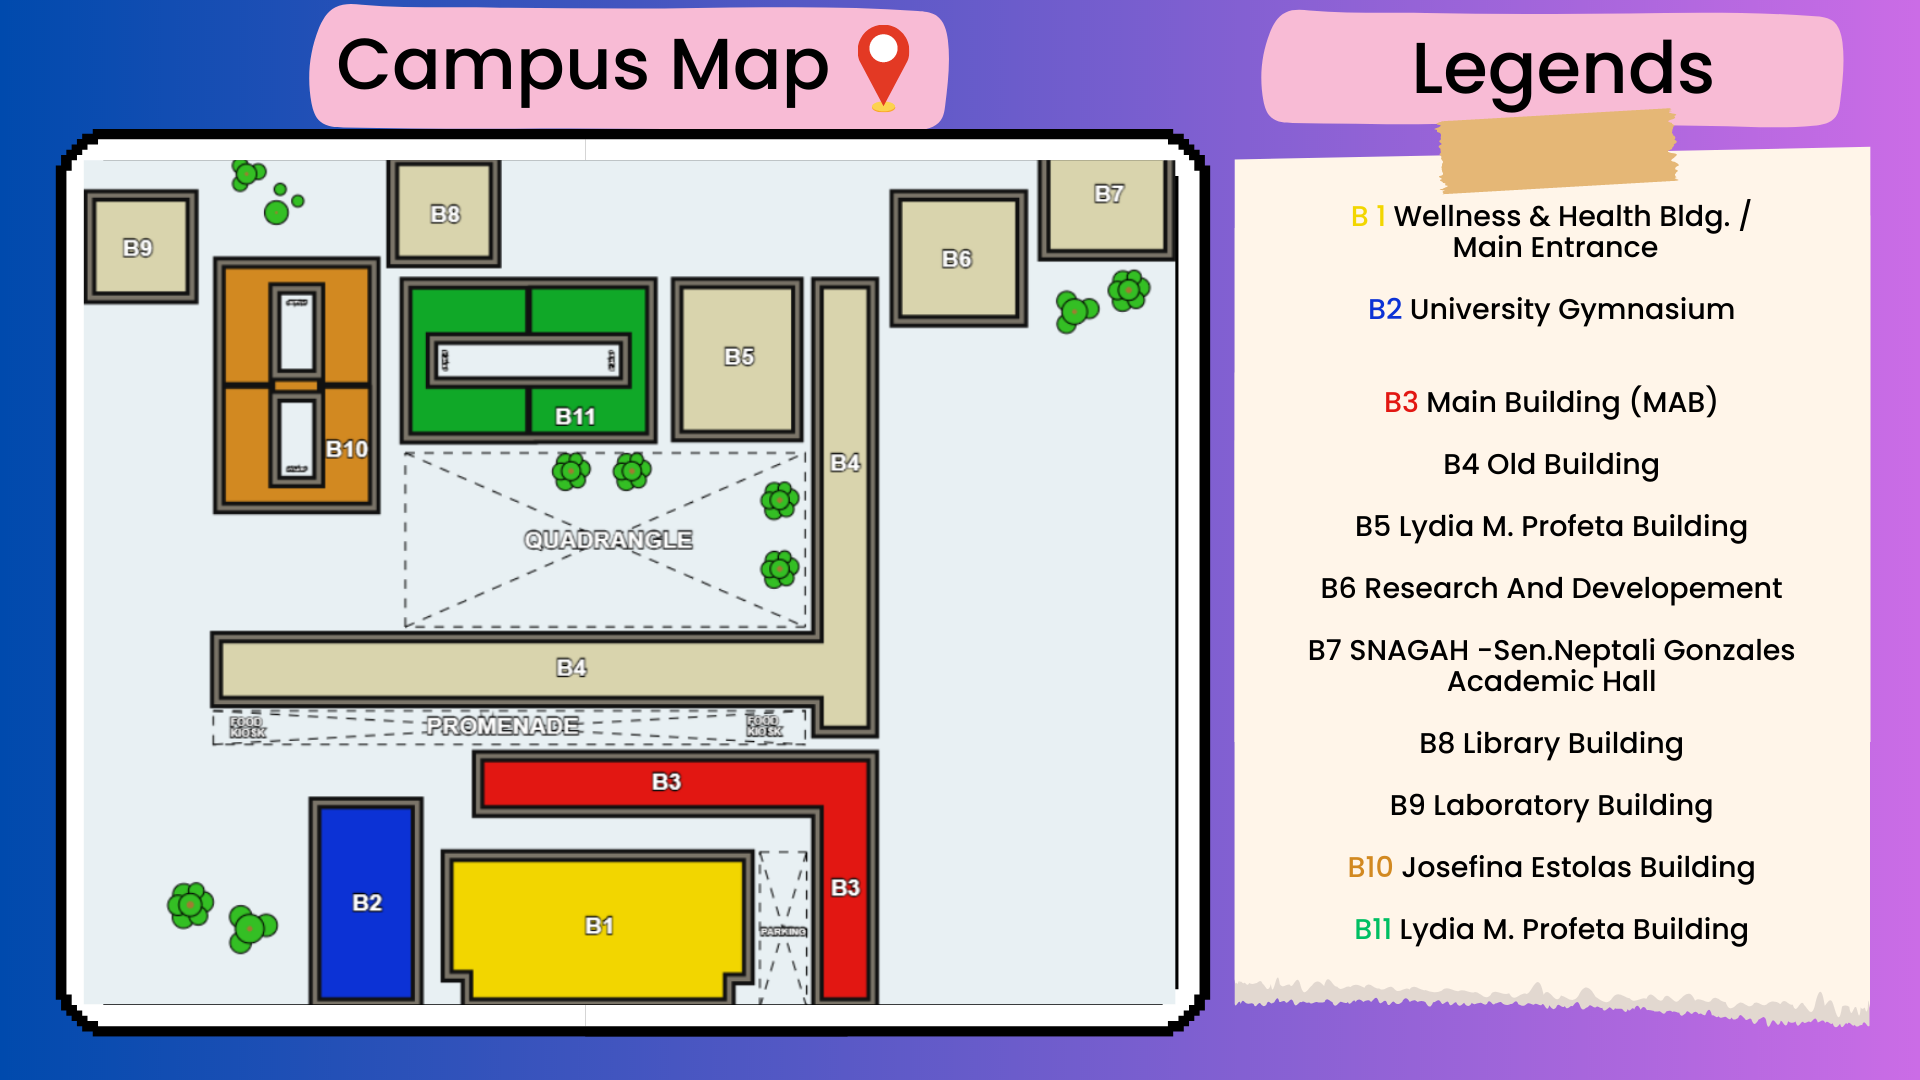 Campus Map
Legends
B9
B8
B6
B7
B5
B11
B10
B4
QUADRANGLE
B4
FOOD
KIOSK
PROMENADE
FOOD
KIOSK
B3
B2
B1
PARKING
B3
B 1 Wellness & Health Bldg. /
Main Entrance
B2 University Gymnasium
B3 Main Building (MAB)
B4 Old Building
B5 Lydia M. Profeta Building
B6 Research And Developement
B7 SNAGAH -Sen.Neptali Gonzales
Academic Hall
B8 Library Building
B9 Laboratory Building
B10 Josefina Estolas Building
B11 Lydia M. Profeta Building